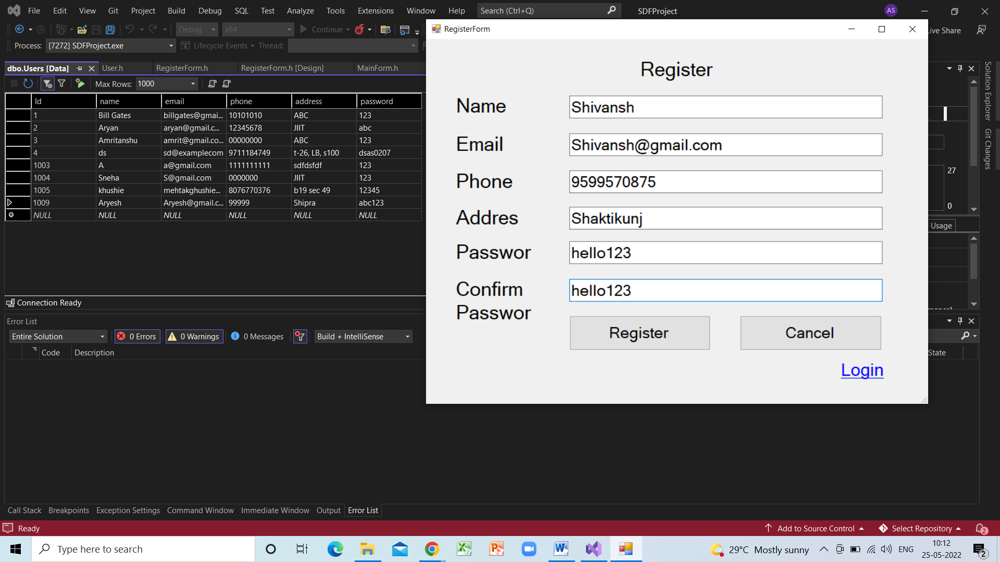 File Edit View Git Project Build Debug SQL Test Analyze Tools Extensions Window Help Search (Ctrl+Q) SDFProject AS
Debug x64 Continue Live Share
Process: [7272] SDFProject.exe Lifecycle Events Thread:
dbo.Users [Data] User.h RegisterForm.h RegisterForm.h [Design] MainForm.h
Max Rows: 1000
Id name email phone address password
1 Bill Gates billgates@gmai... 10101010 ABC 123
2 Aryan aryan@gmail.c... 12345678 JIIT abc
3 Amritanshu amrit@gmail.co... 00000000 ABC 123
4 ds sd@examplecom 9711184749 t-26, LB, s100 dsas0207
1003 A a@gmail.com 1111111111 sdfdsfdf 123
1004 Sneha S@gmail.com 0000000 JIIT 123
1005 khushie mehtakghushie... 8076770376 b19 sec 49 12345
1009 Aryesh Aryesh@gmail.c... 99999 Shipra abc123
NULL NULL NULL NULL NULL NULL
Connection Ready
RegisterForm
Register
Name Shivansh
Email Shivansh@gmail.com
Phone 9599570875
Addres Shaktikunj
Passwor hello123
Confirm hello123
Passwor
Register Cancel
Login
Solution Explorer
Git Changes
27
0
Usage
Error List
Entire Solution 0 Errors 0 Warnings 0 Messages Build + IntelliSense
Code Description State
Call Stack Breakpoints Exception Settings Command Window Immediate Window Output Error List
Ready Add to Source Control Select Repository 2
Type here to search 29°C Mostly sunny ENG 10:12
25-05-2022 2